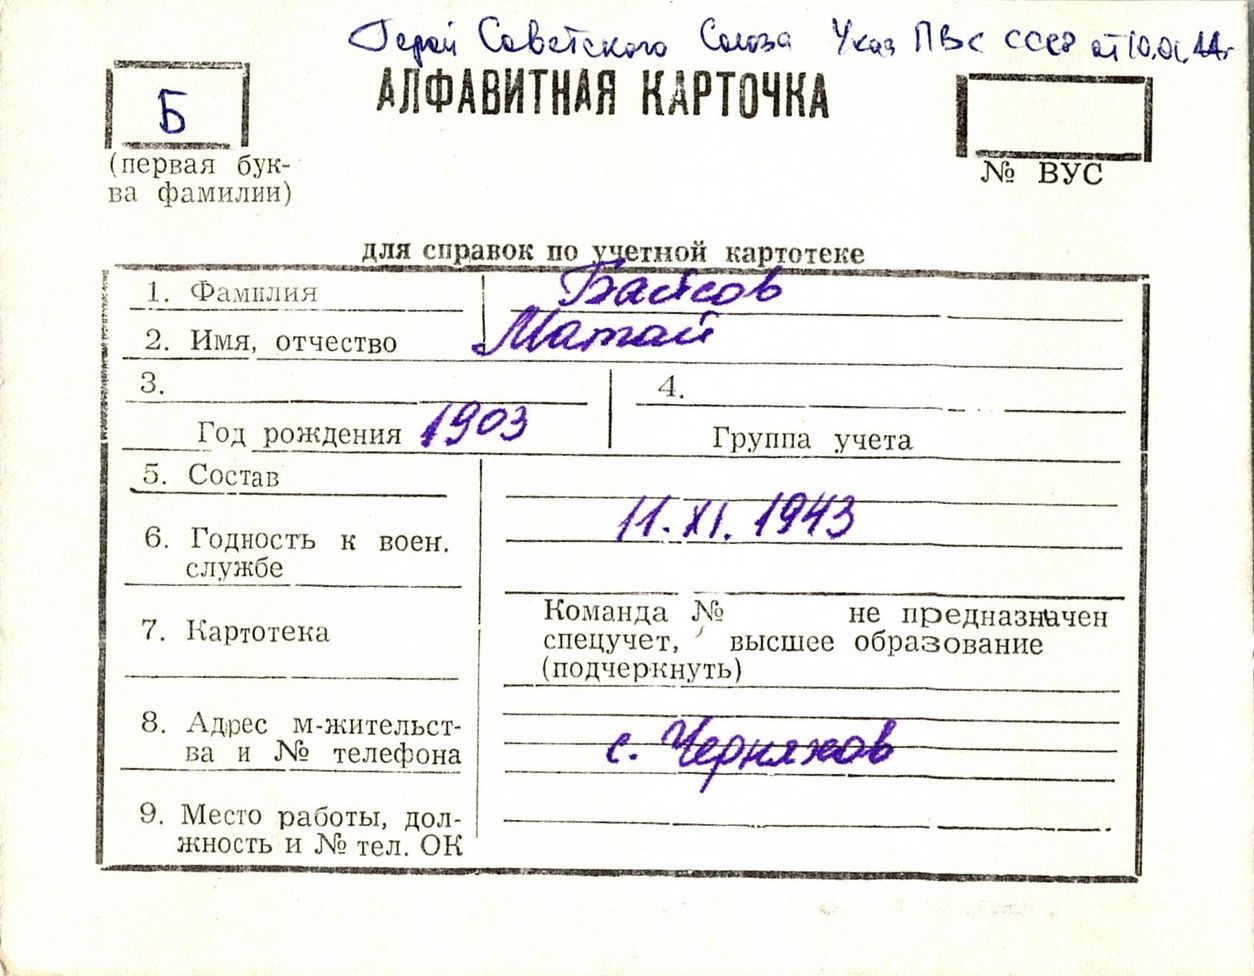 Герой Советского Союза Указ ПВС СССР от 10.01.44г
АЛФАВИТНАЯ КАРТОЧКА
Б
(первая бук-
ва фамилии)
№ ВУС
для справок по учетной картотеке
1. Фамилия Баисов
2. Имя, отчество Матай
3.
Год рождения 1903
4.
Группа учета
5. Состав
11. XI. 1943
6. Годность к воен.
службе
7. Картотека
Команда № не предназначен
спецучет, высшее образование
(подчеркнуть)
8. Адрес м-жительст-
ва и № телефона
с. Черняхов
9. Место работы, дол-
жность и № тел. ОК